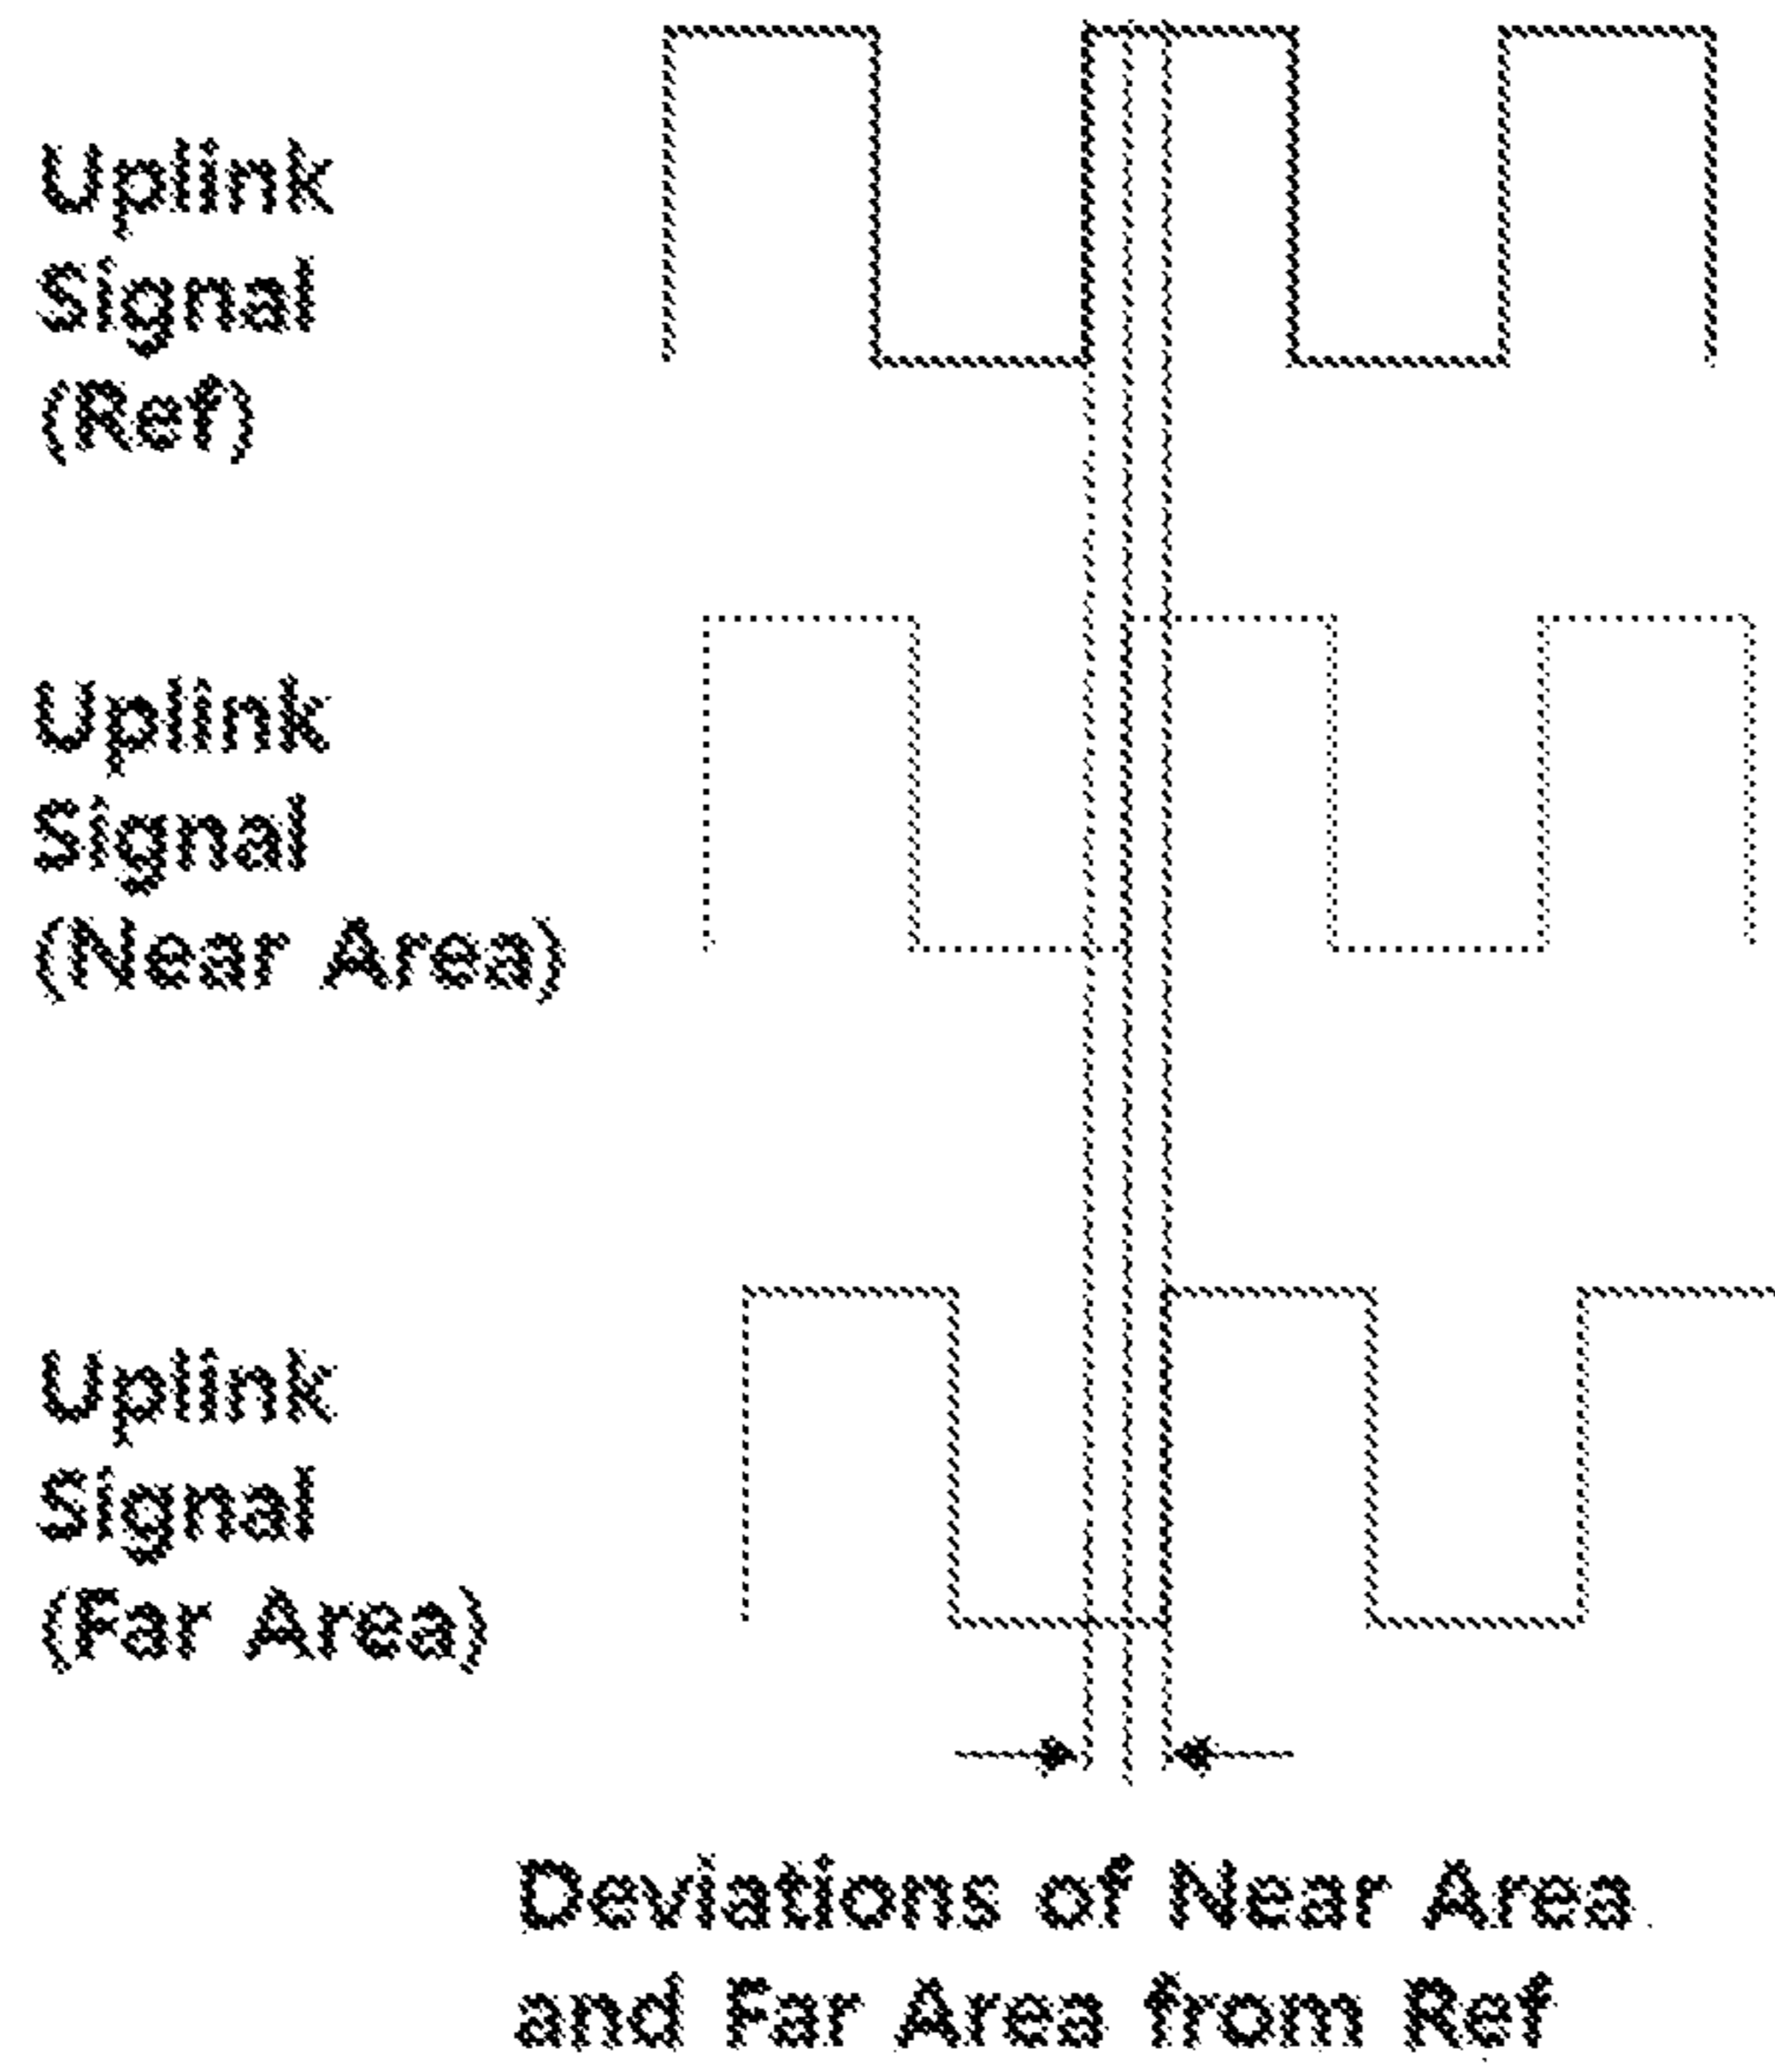 Uplink
Signal
(Ref)
Uplink
Signal
(Near Area)
Uplink
Signal
(Far Area)
Deviations of Near Area
and Far Area from Ref